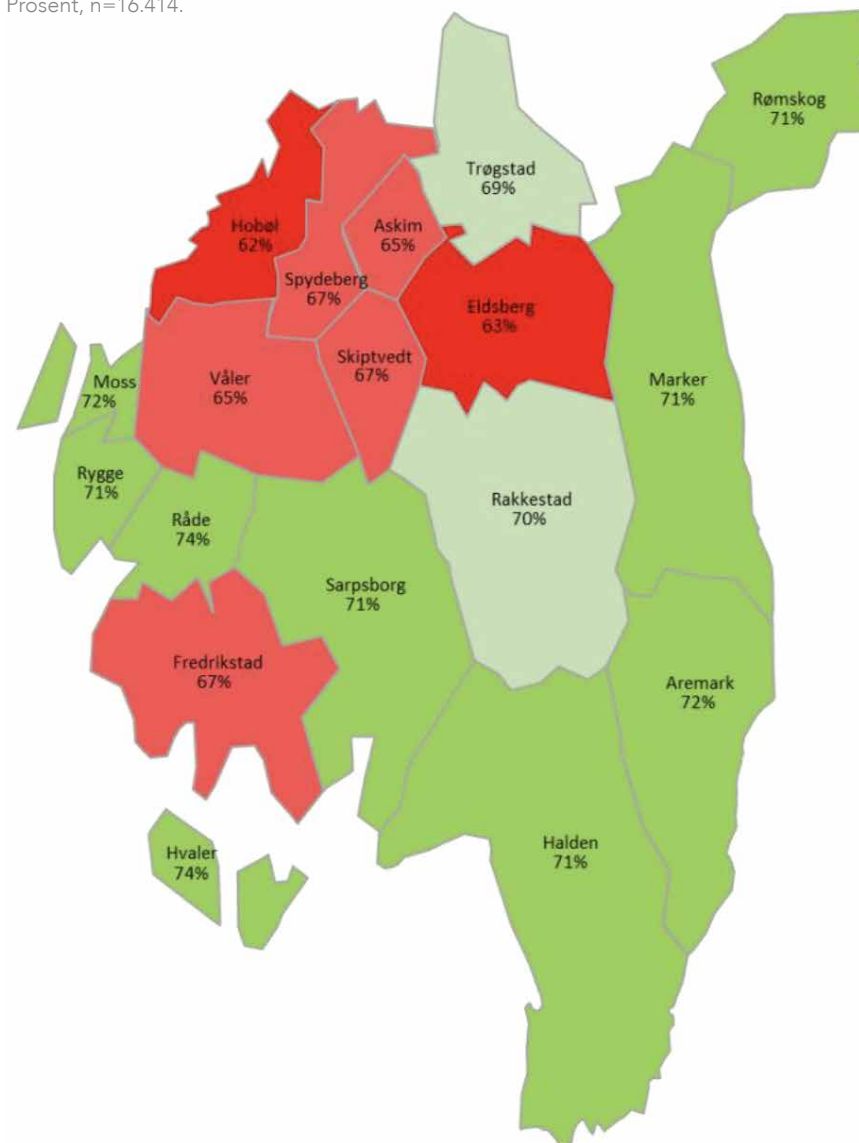 Prosent, n=16.414.
Rømskog
71%
Trøgstad
69%
Hobøl
62%
Askim
65%
Spydeberg
67%
Eidsberg
63%
Skiptvedt
67%
Våler
65%
Moss
72%
Marker
71%
Rygge
71%
Råde
74%
Rakkestad
70%
Sarpsborg
71%
Fredrikstad
67%
Aremark
72%
Hvaler
74%
Halden
71%